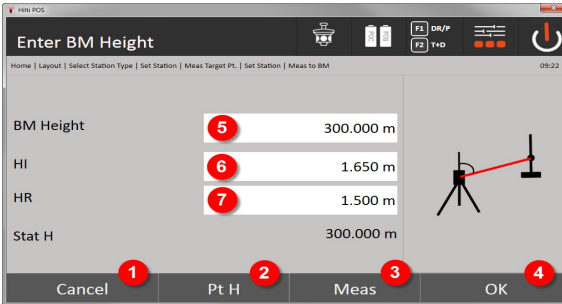 Hilti POS
Enter BM Height
POC
POS
F1 DR/P
F2 T+D
Home | Layout | Select Station Type | Set Station | Meas Target Pt. | Set Station | Meas to BM
09:22
BM Height 5 300.000 m
HI 6 1.650 m
HR 7 1.500 m
Stat H 300.000 m
1 2 3 4
Cancel Pt H Meas OK